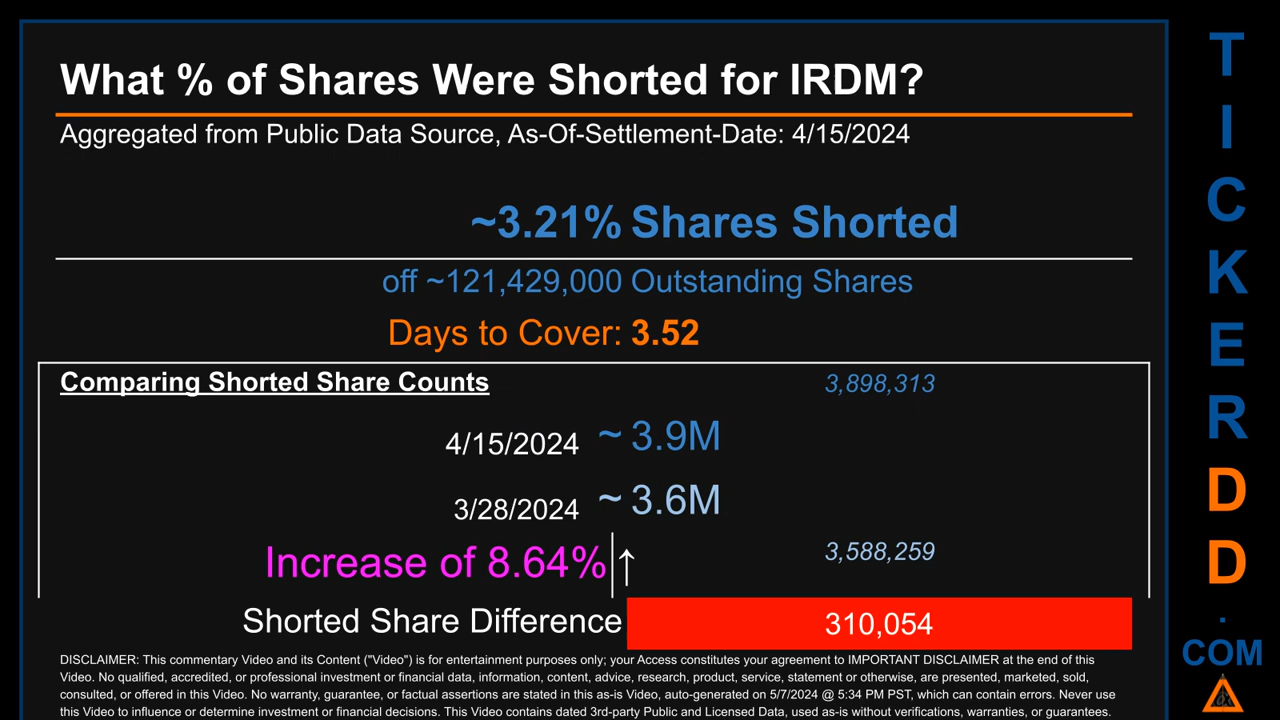 What % of Shares Were Shorted for IRDM?
Aggregated from Public Data Source, As-Of-Settlement-Date: 4/15/2024
~3.21% Shares Shorted
off ~121,429,000 Outstanding Shares
Days to Cover: 3.52
Comparing Shorted Share Counts 3,898,313
4/15/2024 ~ 3.9M
3/28/2024 ~ 3.6M
Increase of 8.64% ↑ 3,588,259
Shorted Share Difference 310,054
DISCLAIMER: This commentary Video and its Content ("Video") is for entertainment purposes only; your Access constitutes your agreement to IMPORTANT DISCLAIMER at the end of this
Video. No qualified, accredited, or professional investment or financial data, information, content, advice, research, product, service, statement or otherwise, are presented, marketed, sold,
consulted, or offered in this Video. No warranty, guarantee, or factual assertions are stated in this as-is Video, auto-generated on 5/7/2024 @ 5:34 PM PST, which can contain errors. Never use
this Video to influence or determine investment or financial decisions. This Video contains dated 3rd-party Public and Licensed Data, used as-is without verifications, warranties, or guarantees.
T
I
C
K
E
R
D
D
.
COM